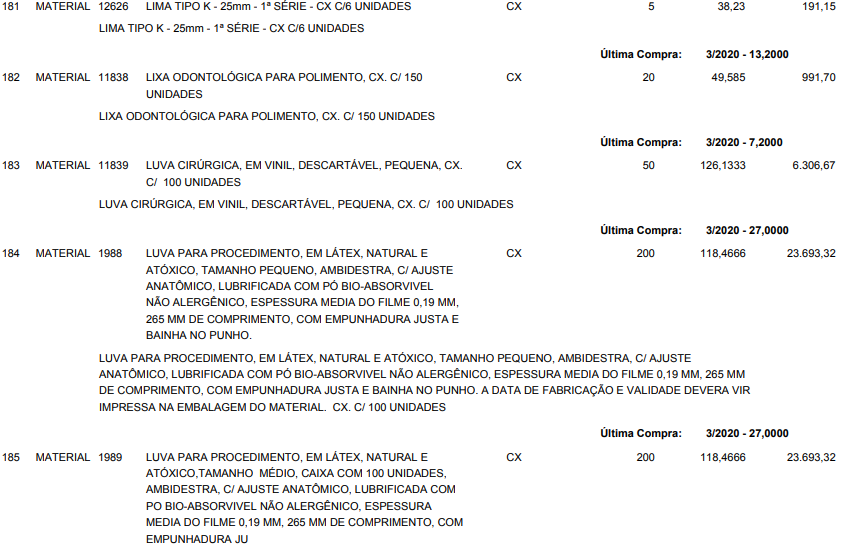 181 MATERIAL 12626 LIMA TIPO K - 25mm - 1ª SÉRIE - CX C/6 UNIDADES CX 5 38,23 191,15
LIMA TIPO K - 25mm - 1ª SÉRIE - CX C/6 UNIDADES
Última Compra: 3/2020 - 13,2000
182 MATERIAL 11838 LIXA ODONTOLÓGICA PARA POLIMENTO, CX. C/ 150 CX 20 49,585 991,70
UNIDADES
LIXA ODONTOLÓGICA PARA POLIMENTO, CX. C/ 150 UNIDADES
Última Compra: 3/2020 - 7,2000
183 MATERIAL 11839 LUVA CIRÚRGICA, EM VINIL, DESCARTÁVEL, PEQUENA, CX. CX 50 126,1333 6.306,67
C/ 100 UNIDADES
LUVA CIRÚRGICA, EM VINIL, DESCARTÁVEL, PEQUENA, CX. C/ 100 UNIDADES
Última Compra: 3/2020 - 27,0000
184 MATERIAL 1988 LUVA PARA PROCEDIMENTO, EM LÁTEX, NATURAL E CX 200 118,4666 23.693,32
ATÓXICO, TAMANHO PEQUENO, AMBIDESTRA, C/ AJUSTE
ANATÔMICO, LUBRIFICADA COM PÓ BIO-ABSORVIVEL
NÃO ALERGÊNICO, ESPESSURA MEDIA DO FILME 0,19 MM,
265 MM DE COMPRIMENTO, COM EMPUNHADURA JUSTA E
BAINHA NO PUNHO.
LUVA PARA PROCEDIMENTO, EM LÁTEX, NATURAL E ATÓXICO, TAMANHO PEQUENO, AMBIDESTRA, C/ AJUSTE
ANATÔMICO, LUBRIFICADA COM PÓ BIO-ABSORVIVEL NÃO ALERGÊNICO, ESPESSURA MEDIA DO FILME 0,19 MM, 265 MM
DE COMPRIMENTO, COM EMPUNHADURA JUSTA E BAINHA NO PUNHO. A DATA DE FABRICAÇÃO E VALIDADE DEVERA VIR
IMPRESSA NA EMBALAGEM DO MATERIAL. CX. C/ 100 UNIDADES
Última Compra: 3/2020 - 27,0000
185 MATERIAL 1989 LUVA PARA PROCEDIMENTO, EM LÁTEX, NATURAL E CX 200 118,4666 23.693,32
ATÓXICO,TAMANHO MÉDIO, CAIXA COM 100 UNIDADES,
AMBIDESTRA, C/ AJUSTE ANATÔMICO, LUBRIFICADA COM
PO BIO-ABSORVIVEL NÃO ALERGÊNICO, ESPESSURA
MEDIA DO FILME 0,19 MM, 265 MM DE COMPRIMENTO, COM
EMPUNHADURA JU